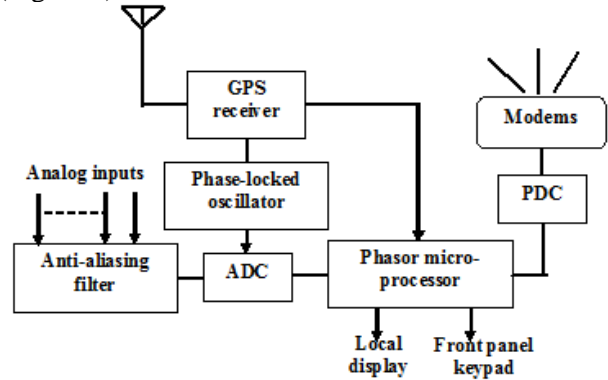 GPS
receiver
Modems
Analog inputs
Phase-locked
oscillator
PDC
Anti-aliasing
filter
ADC
Phasor micro-
processor
Local
display
Front panel
keypad